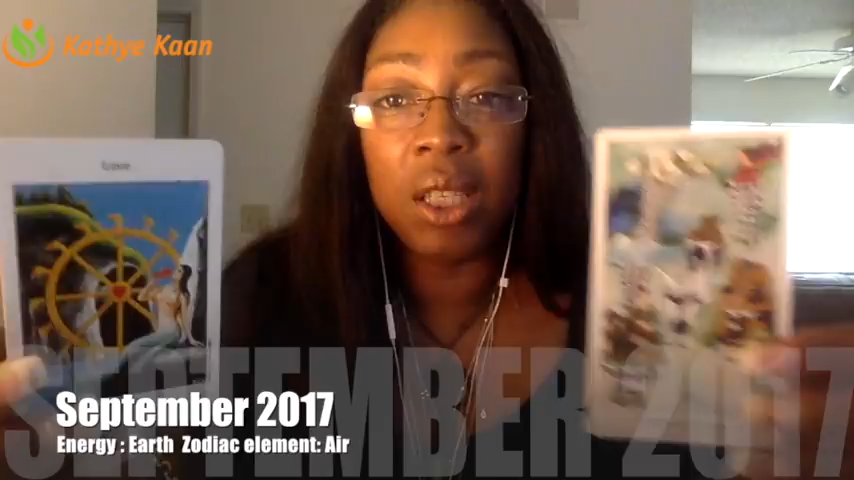 Kathye Kaan
SEPTEMBER 2017
September 2017
Energy : Earth Zodiac element: Air